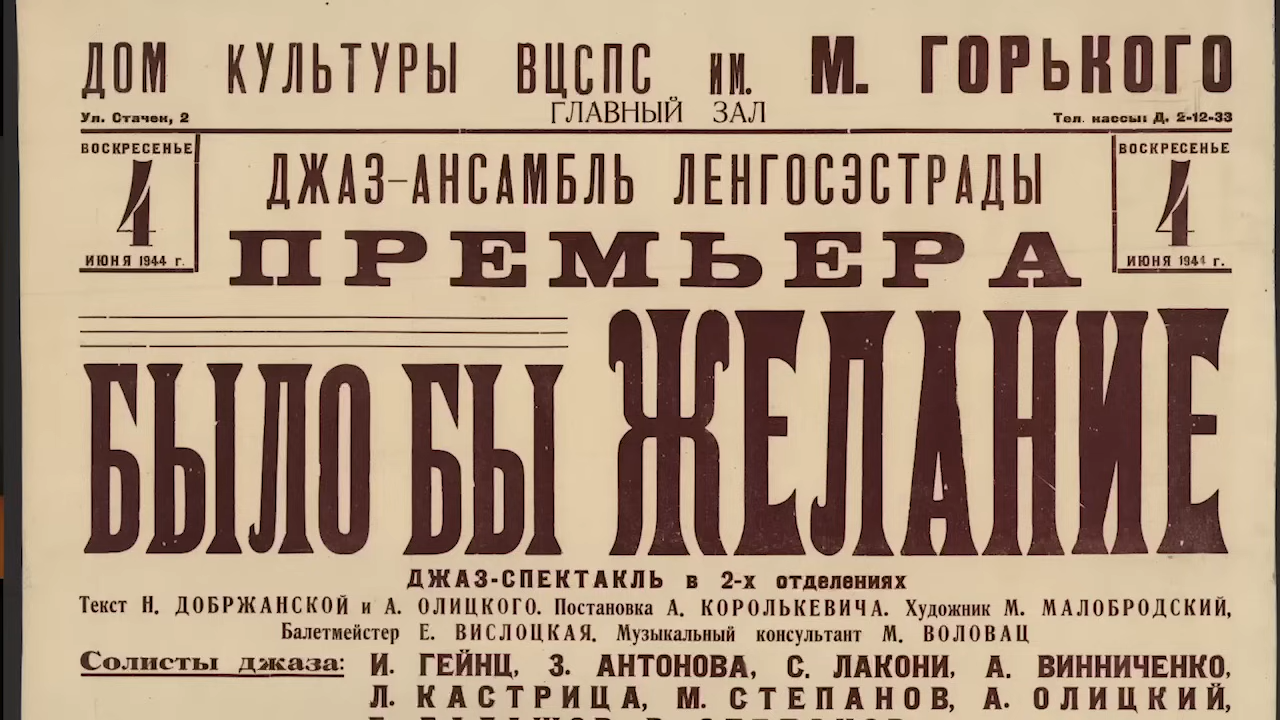 ДОМ КУЛЬТУРЫ ВЦСПС им. М. ГОРЬКОГО
ГЛАВНЫЙ ЗАЛ
Ул. Стачек, 2
Тел. кассы: Д. 2-12-33
ВОСКРЕСЕНЬЕ
4
ИЮНЯ 1944 г.
ДЖАЗ-АНСАМБЛЬ ЛЕНГОСЭСТРАДЫ
ПРЕМЬЕРА
ВОСКРЕСЕНЬЕ
4
ИЮНЯ 1944 г.
БЫЛО БЫ ЖЕЛАНИЕ
ДЖАЗ-СПЕКТАКЛЬ в 2-х отделениях
Текст Н. ДОБРЖАНСКОЙ и А. ОЛИЦКОГО. Постановка А. КОРОЛЬКЕВИЧА. Художник М. МАЛОБРОДСКИЙ,
Балетмейстер Е. ВИСЛОЦКАЯ. Музыкальный консультант М. ВОЛОВАЦ
Солисты джаза: И. ГЕЙНЦ, З. АНТОНОВА, С. ЛАКОНИ, А. ВИННИЧЕНКО,
Л. КАСТРИЦА, М. СТЕПАНОВ, А. ОЛИЦКИЙ,